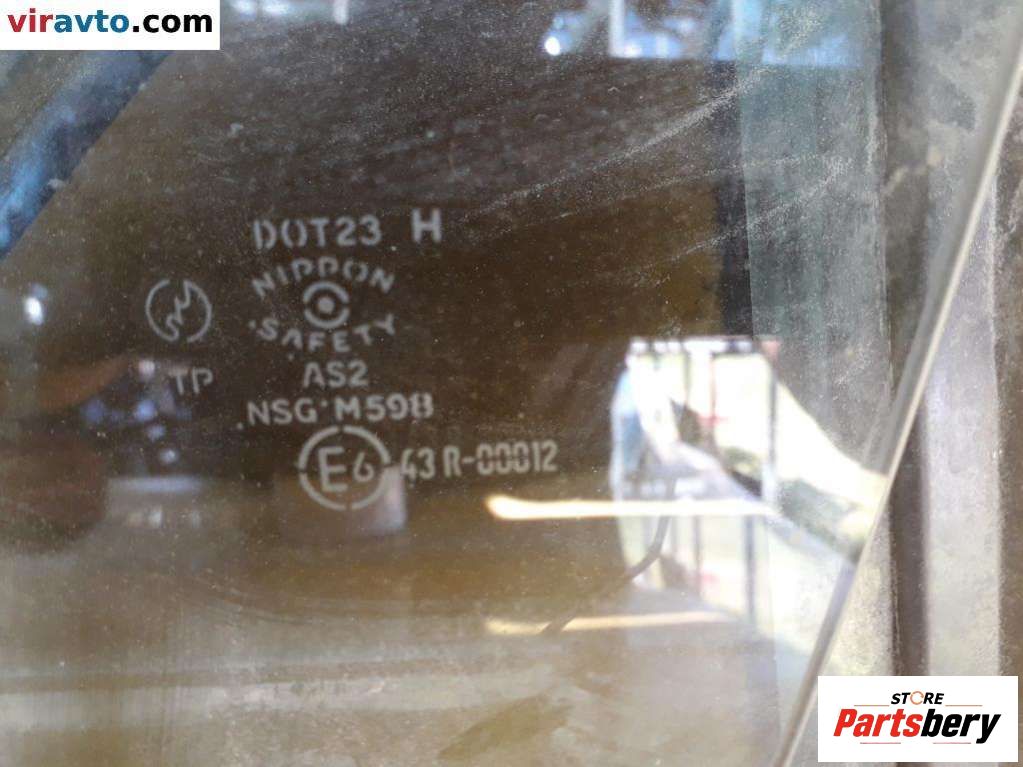 viravto.com
DOT23 H
NIPPON
SAFETY
TP
AS2
NSG M598
E6 43 R-00012
STORE
Partsbery